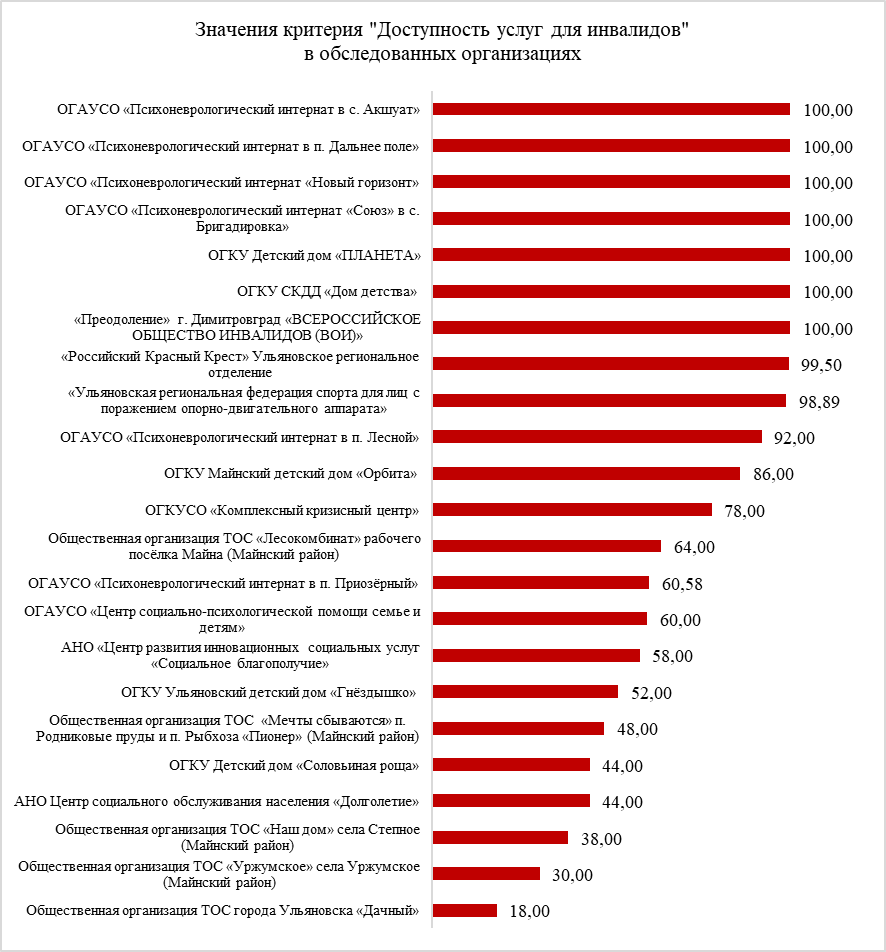 Значения критерия "Доступность услуг для инвалидов"
в обследованных организациях
ОГАУСО «Психоневрологический интернат в с. Акшуат»
100,00
ОГАУСО «Психоневрологический интернат в п. Дальнее поле»
100,00
ОГАУСО «Психоневрологический интернат «Новый горизонт»
100,00
ОГАУСО «Психоневрологический интернат «Союз» в с.
Бригадировка»
100,00
ОГКУ Детский дом «ПЛАНЕТА»
100,00
ОГКУ СКДД «Дом детства»
100,00
«Преодоление» г. Димитровград «ВСЕРОССИЙСКОЕ
ОБЩЕСТВО ИНВАЛИДОВ (ВОИ)»
100,00
«Российский Красный Крест» Ульяновское региональное
отделение
99,50
«Ульяновская региональная федерация спорта для лиц с
поражением опорно-двигательного аппарата»
98,89
ОГАУСО «Психоневрологический интернат в п. Лесной»
92,00
ОГКУ Майнский детский дом «Орбита»
86,00
ОГКУСО «Комплексный кризисный центр»
78,00
Общественная организация ТОС «Лесокомбинат» рабочего
посёлка Майна (Майнский район)
64,00
ОГАУСО «Психоневрологический интернат в п. Приозёрный»
60,58
ОГАУСО «Центр социально-психологической помощи семье и
детям»
60,00
АНО «Центр развития инновационных социальных услуг
«Социальное благополучие»
58,00
ОГКУ Ульяновский детский дом «Гнёздышко»
52,00
Общественная организация ТОС «Мечты сбываются» п.
Родниковые пруды и п. Рыбхоза «Пионер» (Майнский район)
48,00
ОГКУ Детский дом «Соловьиная роща»
44,00
АНО Центр социального обслуживания населения «Долголетие»
44,00
Общественная организация ТОС «Наш дом» села Степное
(Майнский район)
38,00
Общественная организация ТОС «Уржумское» села Уржумское
(Майнский район)
30,00
Общественная организация ТОС города Ульяновска «Дачный»
18,00